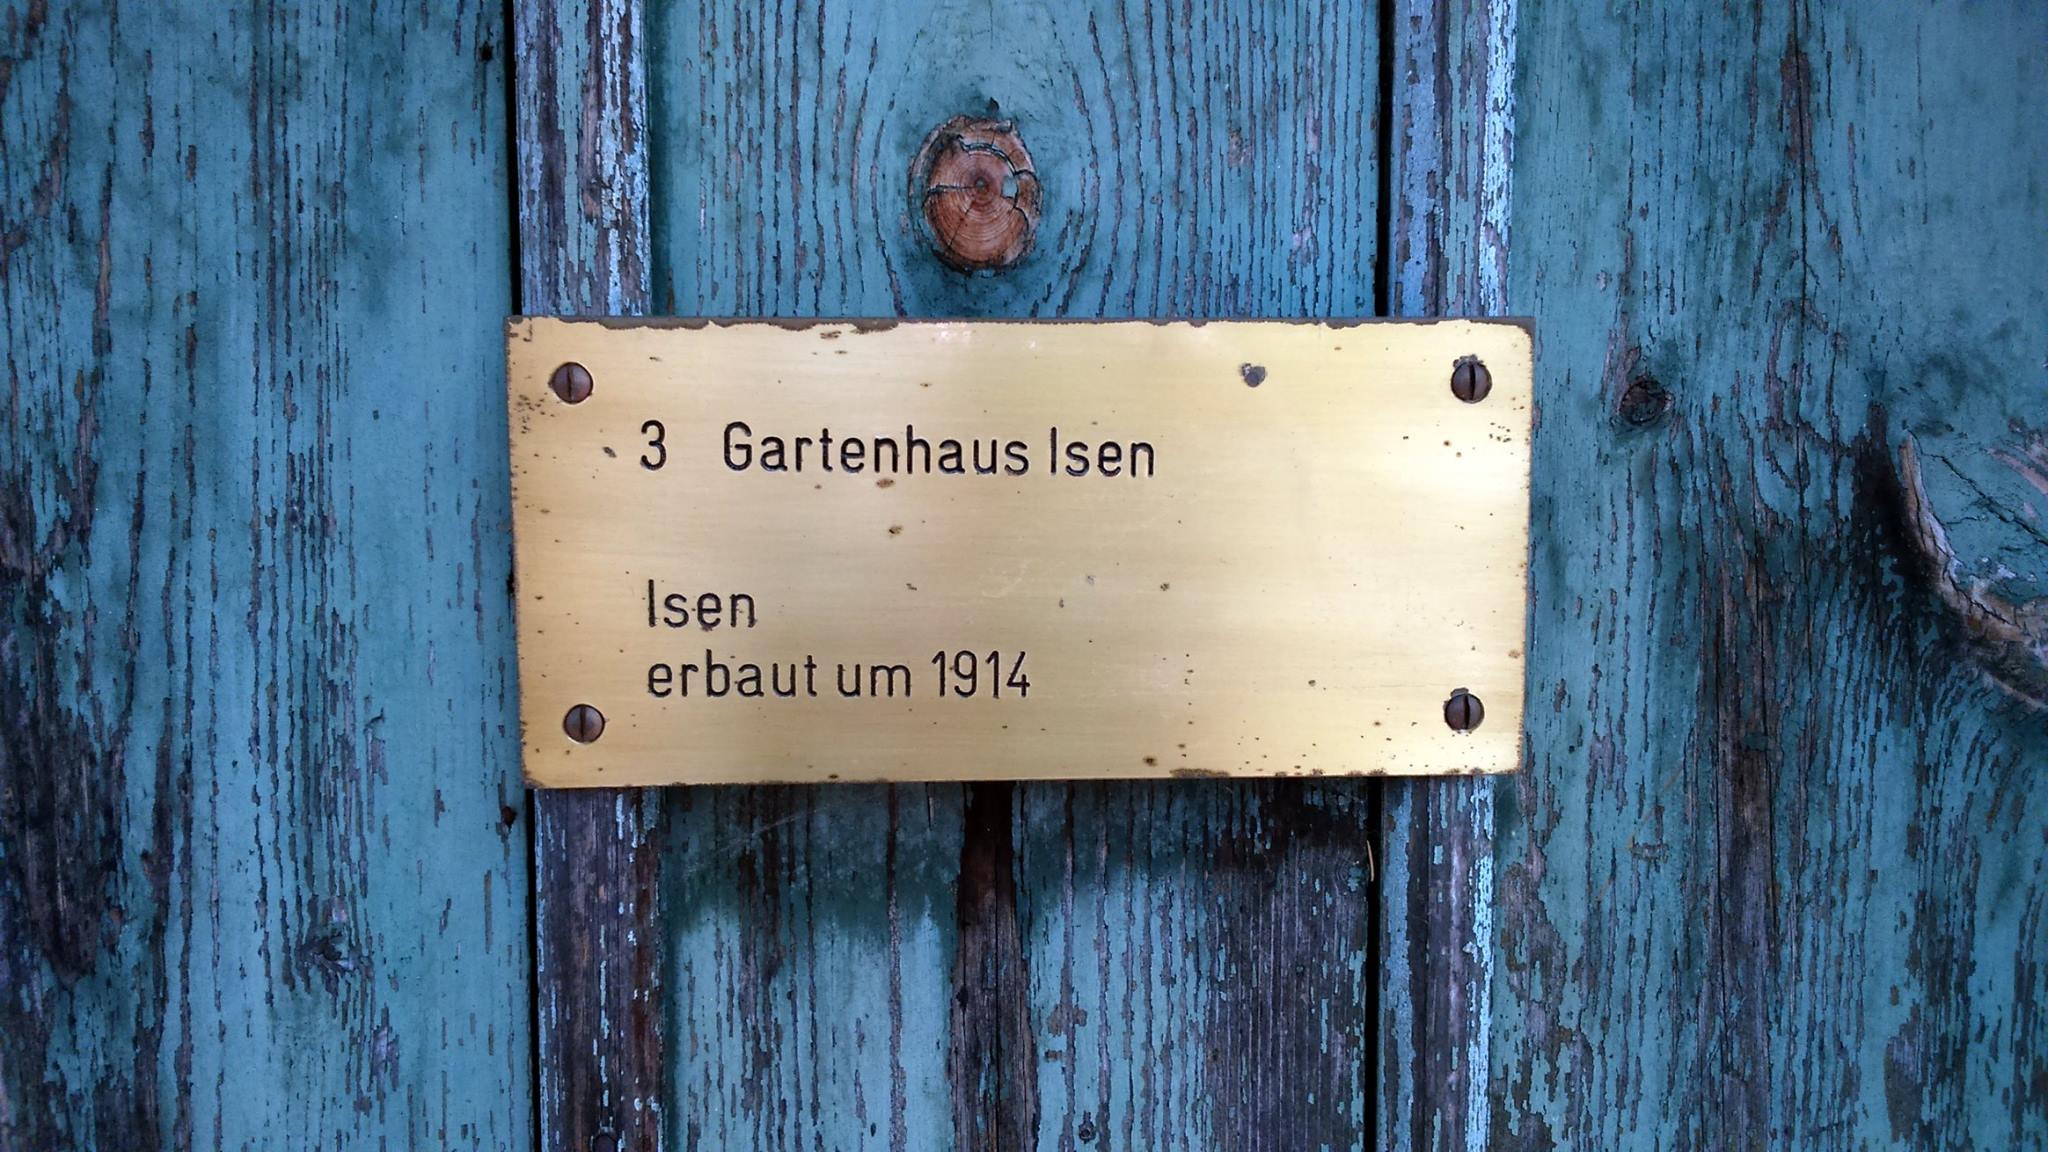 3 Gartenhaus Isen
Isen
erbaut um 1914